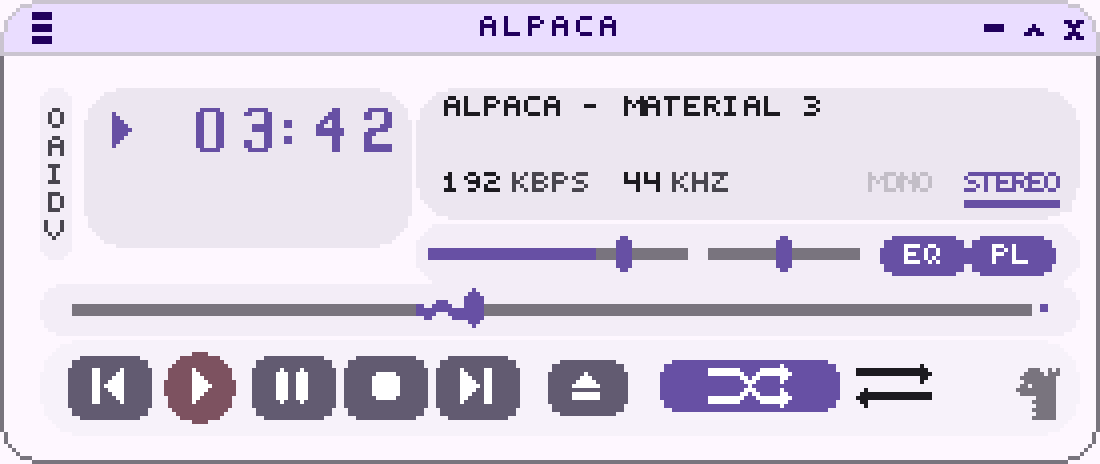 ALPACA
O
A
I
D
V
03:42
ALPACA - MATERIAL 3
192 KBPS 44 KHZ MONO STEREO
EQ PL